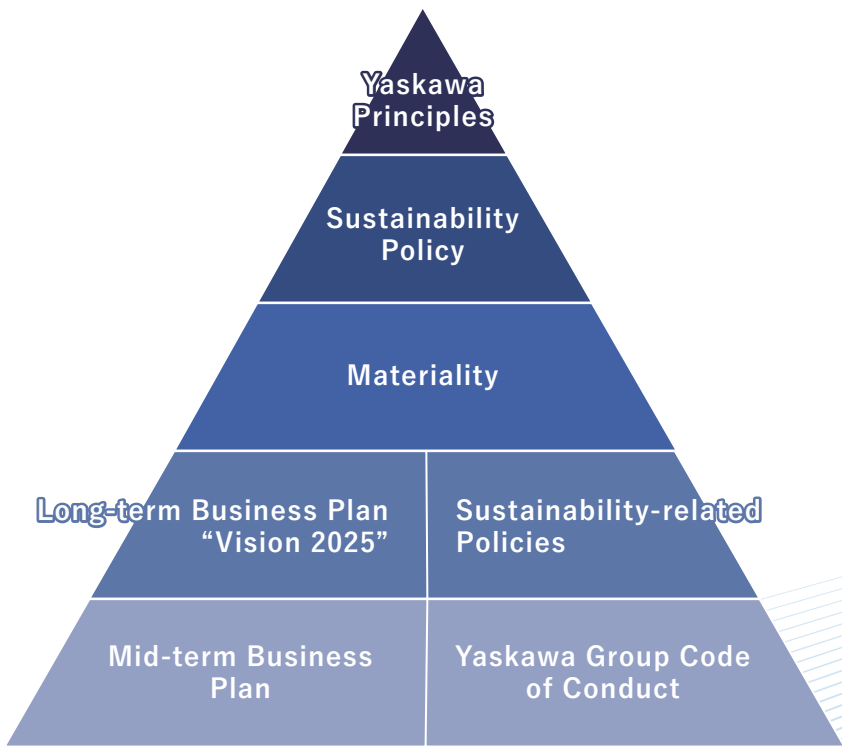 Yaskawa
Principles
Sustainability
Policy
Materiality
Long-term Business Plan
“Vision 2025”
Sustainability-related
Policies
Mid-term Business
Plan
Yaskawa Group Code
of Conduct